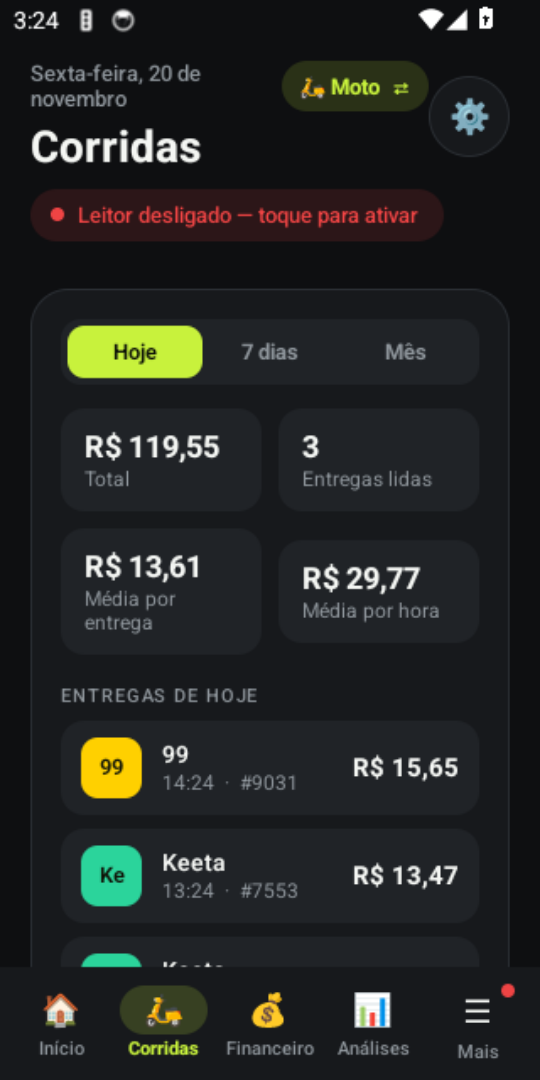 3:24
Sexta-feira, 20 de
novembro
Moto
Corridas
Leitor desligado — toque para ativar
Hoje
7 dias
Mês
R$ 119,55
Total
3
Entregas lidas
R$ 13,61
Média por
entrega
R$ 29,77
Média por hora
ENTREGAS DE HOJE
99
99
14:24 · #9031
R$ 15,65
Ke
Keeta
13:24 · #7553
R$ 13,47
Início
Corridas
Financeiro
Análises
Mais